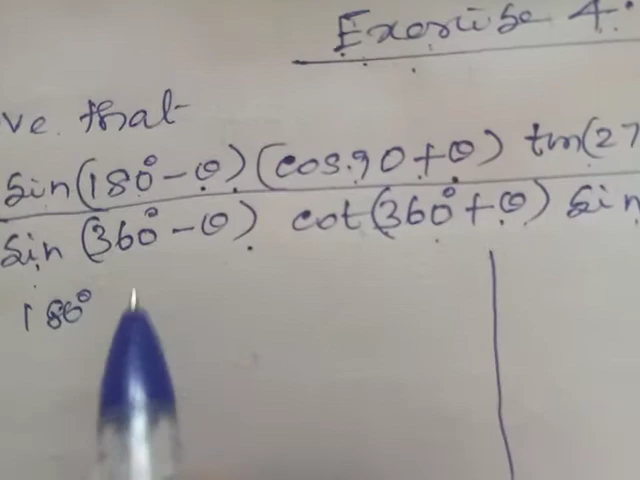 Exercise 4.
ve that
Sin(180°-θ) (cos.90+θ) tan(27
Sin (360°-θ) cot(360°+θ) Sin
180°